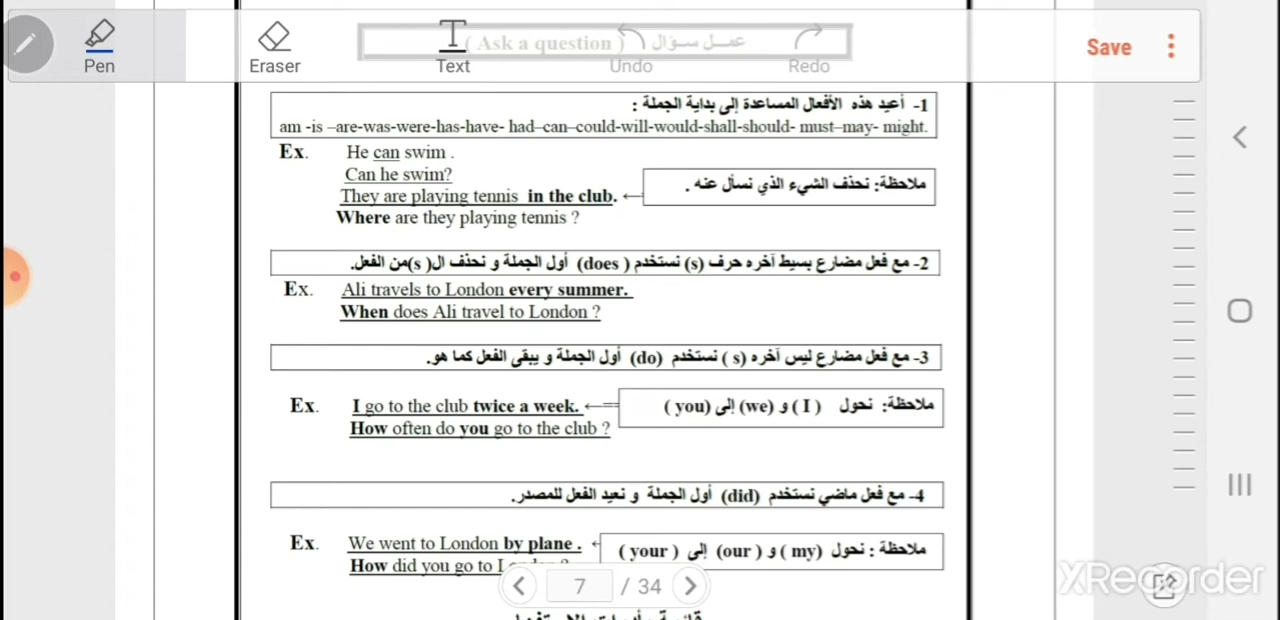 Pen
Eraser
Text
Undo
Redo
Save
( Ask a question ) عمـل سـؤال
1- أعيد هذه الأفعال المساعدة إلى بداية الجملة :
am -is –are-was-were-has-have- had–can–could-will-would-shall-should- must–may- might.
Ex. He can swim .
Can he swim?
They are playing tennis in the club. ←
ملاحظة: نحذف الشيء الذي نسأل عنه .
Where are they playing tennis ?
2- مع فعل مضارع بسيط آخره حرف (s) نستخدم ( does) أول الجملة و نحذف ال( s)من الفعل.
Ex. Ali travels to London every summer.
When does Ali travel to London ?
3- مع فعل مضارع ليس آخره ( s) نستخدم (do) أول الجملة و يبقى الفعل كما هو.
Ex. I go to the club twice a week. ←
ملاحظة: نحول ( I ) و (we) إلى (you )
How often do you go to the club ?
4- مع فعل ماضي نستخدم (did) أول الجملة و نعيد الفعل للمصدر.
Ex. We went to London by plane . ←
ملاحظة : نحول (my) و ( our) إلى ( your )
How did you go to
7 / 34
XRecorder